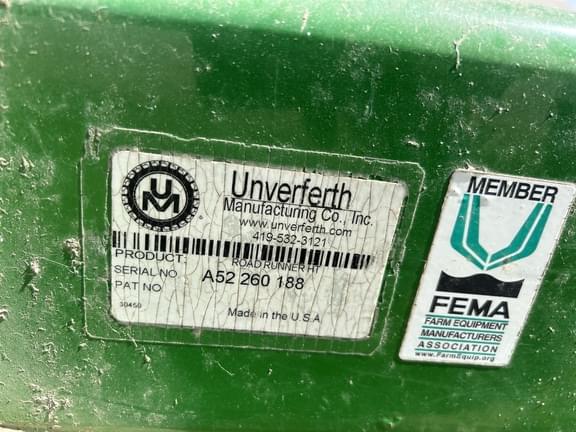 UM
Unverferth
Manufacturing Co., Inc.
www.unverferth.com
419-532-3121
PRODUCT: ROAD RUNNER HT
SERIAL NO. A52 260 188
PAT NO
30450
Made in the U.S.A
MEMBER
FEMA
FARM EQUIPMENT
MANUFACTURERS
ASSOCIATION
www.FarmEquip.org